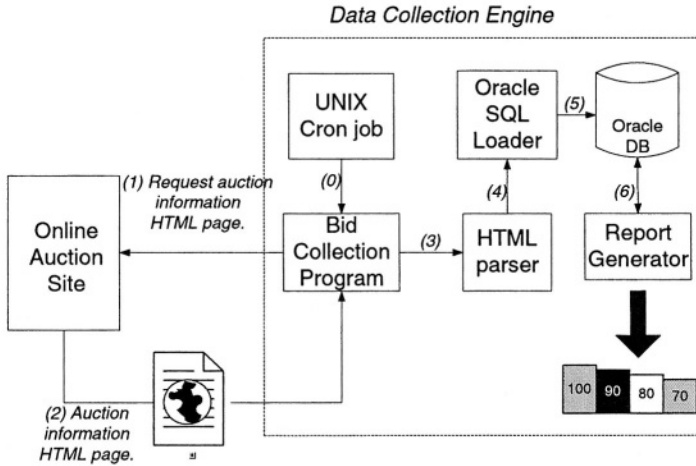 Data Collection Engine
UNIX
Cron job
Oracle
SQL
Loader
(5)
Oracle
DB
(0)
(4)
(6)
(1) Request auction
information
HTML page.
Online
Auction
Site
Bid
Collection
Program
(3)
HTML
parser
Report
Generator
100
90
80
70
(2) Auction
information
HTML page.